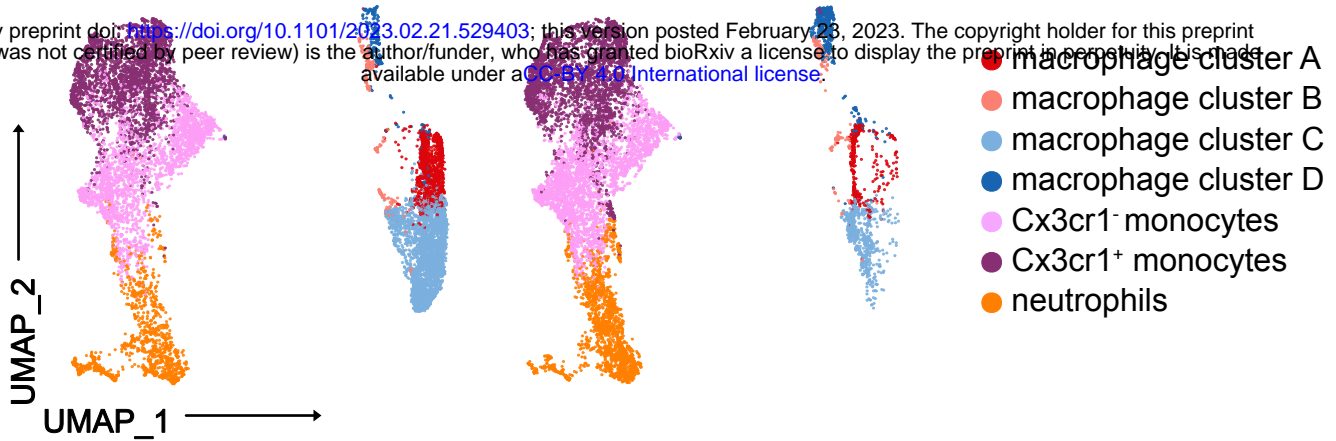 y preprint doi: https://doi.org/10.1101/2023.02.21.529403; this version posted February 23, 2023. The copyright holder for this preprint
was not certified by peer review) is the author/funder, who has granted bioRxiv a license to display the preprint in perpetuity. It is made
available under aCC-BY 4.0 International license.
macrophage cluster A
macrophage cluster B
macrophage cluster C
macrophage cluster D
Cx3cr1⁻ monocytes
Cx3cr1⁺ monocytes
neutrophils
UMAP_2
UMAP_1